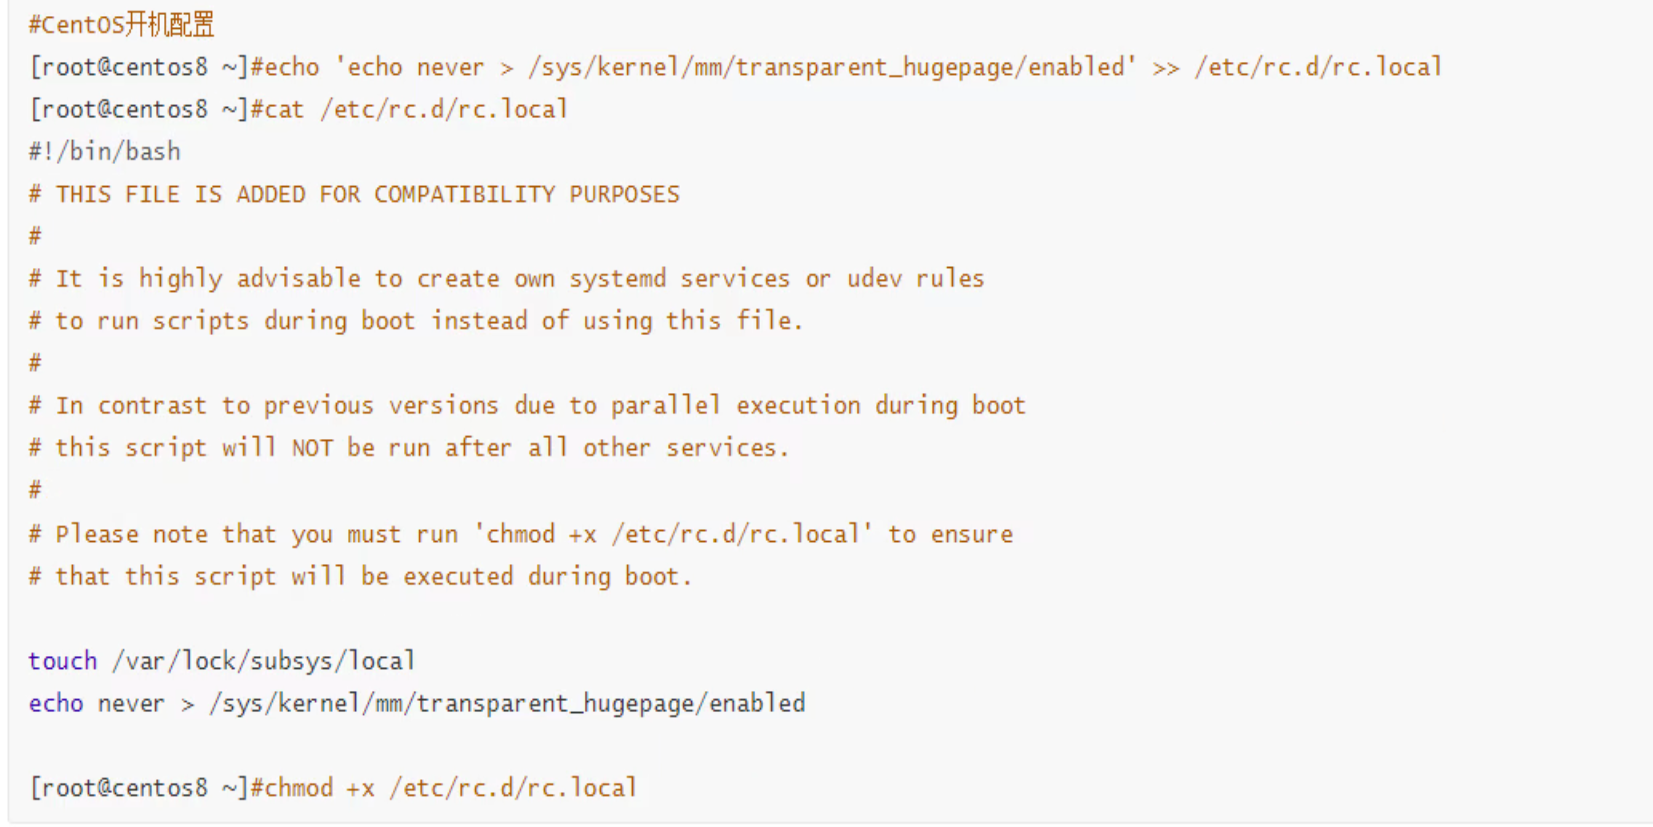 #CentOS开机配置
[root@centos8 ~]#echo 'echo never > /sys/kernel/mm/transparent_hugepage/enabled' >> /etc/rc.d/rc.local
[root@centos8 ~]#cat /etc/rc.d/rc.local
#!/bin/bash
# THIS FILE IS ADDED FOR COMPATIBILITY PURPOSES
#
# It is highly advisable to create own systemd services or udev rules
# to run scripts during boot instead of using this file.
#
# In contrast to previous versions due to parallel execution during boot
# this script will NOT be run after all other services.
#
# Please note that you must run 'chmod +x /etc/rc.d/rc.local' to ensure
# that this script will be executed during boot.
touch /var/lock/subsys/local
echo never > /sys/kernel/mm/transparent_hugepage/enabled
[root@centos8 ~]#chmod +x /etc/rc.d/rc.local